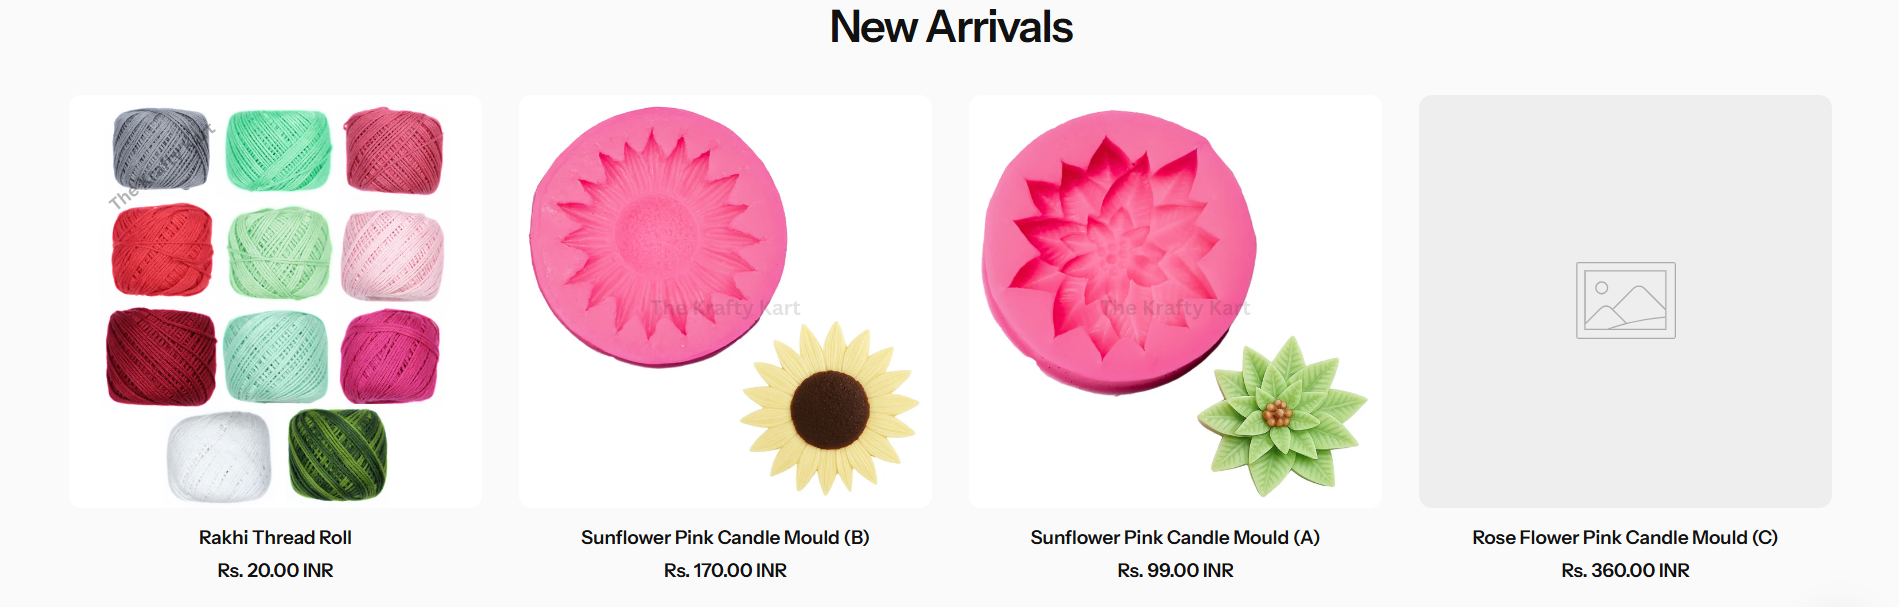 New Arrivals
The Krafty Kart
The Krafty Kart
The Krafty Kart
Rakhi Thread Roll
Sunflower Pink Candle Mould (B)
Sunflower Pink Candle Mould (A)
Rose Flower Pink Candle Mould (C)
Rs. 20.00 INR
Rs. 170.00 INR
Rs. 99.00 INR
Rs. 360.00 INR